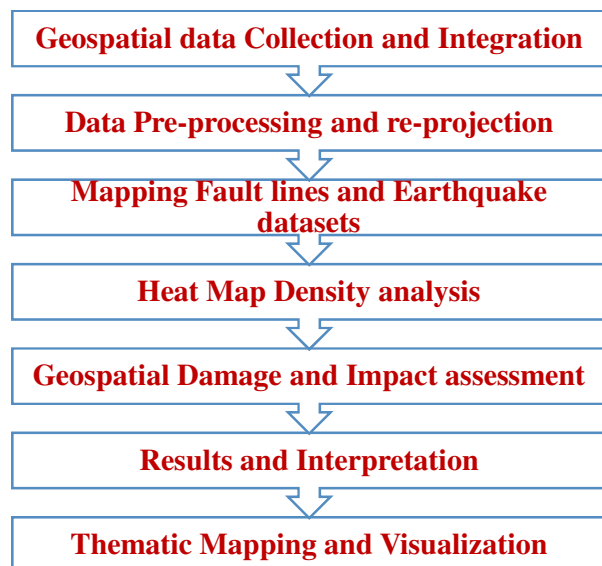 Geospatial data Collection and Integration
Data Pre-processing and re-projection
Mapping Fault lines and Earthquake
datasets
Heat Map Density analysis
Geospatial Damage and Impact assessment
Results and Interpretation
Thematic Mapping and Visualization